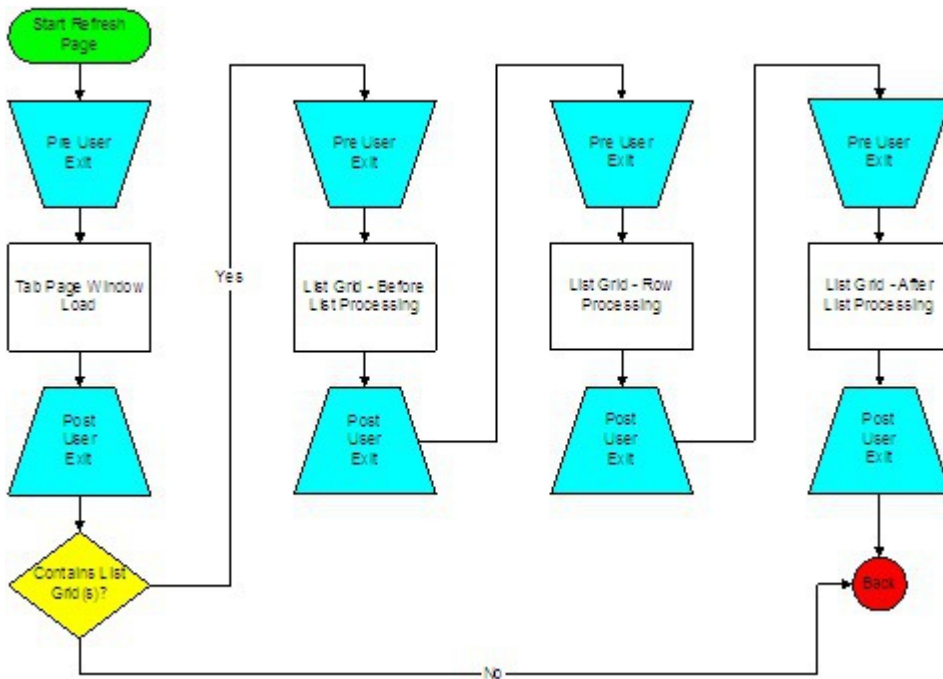 Start Refresh
Page
Pre User
Exit
Tab Page Window
Load
Post
User
Exit
Contains List
Grid(s)?
Yes
Pre User
Exit
List Grid - Before
List Processing
Post
User
Exit
Pre User
Exit
List Grid - Row
Processing
Post
User
Exit
Pre User
Exit
List Grid - After
List Processing
Post
User
Exit
Back
No